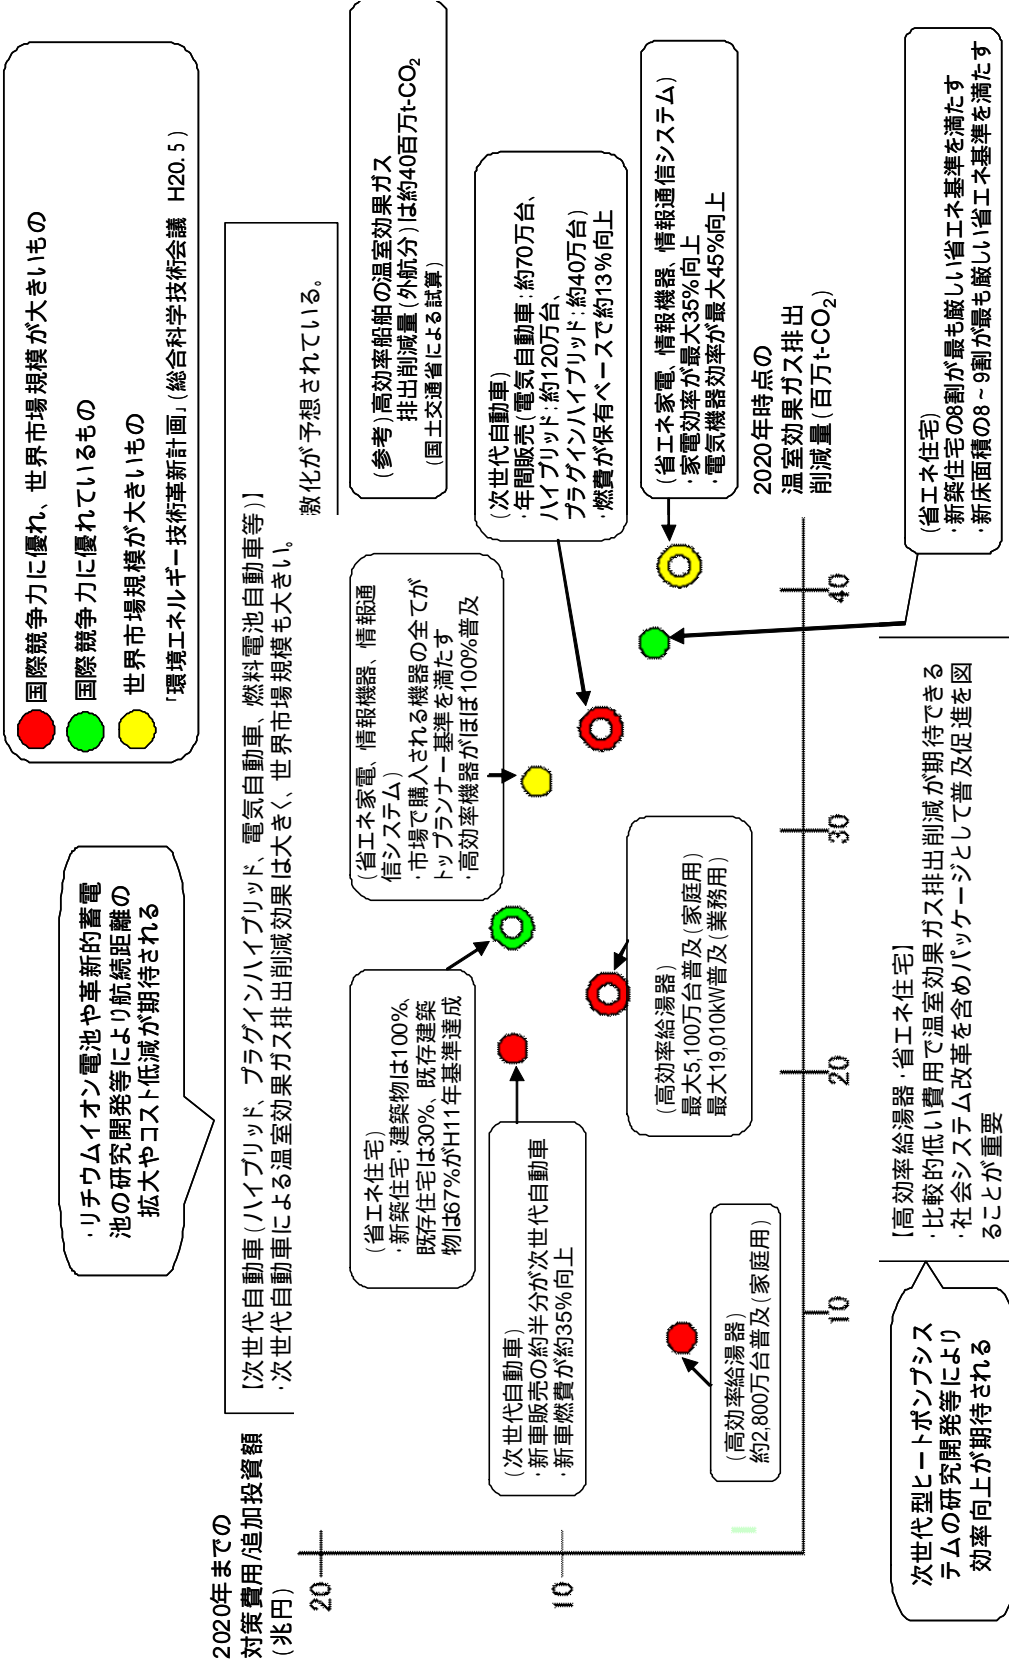 国際競争力に優れ、世界市場規模が大きいもの
国際競争力に優れているもの
世界市場規模が大きいもの
「環境エネルギー技術革新計画」(総合科学技術会議 H20.5)
・リチウムイオン電池や革新的蓄電
池の研究開発等により航続距離の
拡大やコスト低減が期待される
2020年までの
対策費用/追加投資額
(兆円)
【次世代自動車(ハイブリッド、プラグインハイブリッド、電気自動車、燃料電池自動車等)】
・次世代自動車による温室効果ガス排出削減効果は大きく、世界市場規模も大きい。
激化が予想されている。
(参考)高効率船舶の温室効果ガス
排出削減量(外航分)は約40百万t-CO₂
(国土交通省による試算)
(省エネ住宅)
・新築住宅・建築物は100%、
既存住宅は30%、既存建築
物は67%がH11年基準達成
(省エネ家電、情報機器、情報通
信システム)
・市場で購入される機器の全てが
トップランナー基準を満たす
・高効率機器がほぼ100%普及
(次世代自動車)
・年間販売(電気自動車:約70万台、
ハイブリッド:約120万台、
プラグインハイブリッド:約40万台)
・燃費が保有ベースで約13%向上
(次世代自動車)
・新車販売の約半分が次世代自動車
・新車燃費が約35%向上
(高効率給湯器)
最大5,100万台普及(家庭用)
最大19,010kW普及(業務用)
(省エネ家電、情報機器、情報通信システム)
・家電効率が最大35%向上
・電気機器効率が最大45%向上
(高効率給湯器)
約2,800万台普及(家庭用)
2020年時点の
温室効果ガス排出
削減量(百万t-CO₂)
20
10
10
20
30
40
(省エネ住宅)
・新築住宅の8割が最も厳しい省エネ基準を満たす
・新床面積の8~9割が最も厳しい省エネ基準を満たす
次世代型ヒートポンプシス
テムの研究開発等により
効率向上が期待される
【高効率給湯器・省エネ住宅】
・比較的低い費用で温室効果ガス排出削減が期待できる
・社会システム改革を含めパッケージとして普及促進を図
ることが重要